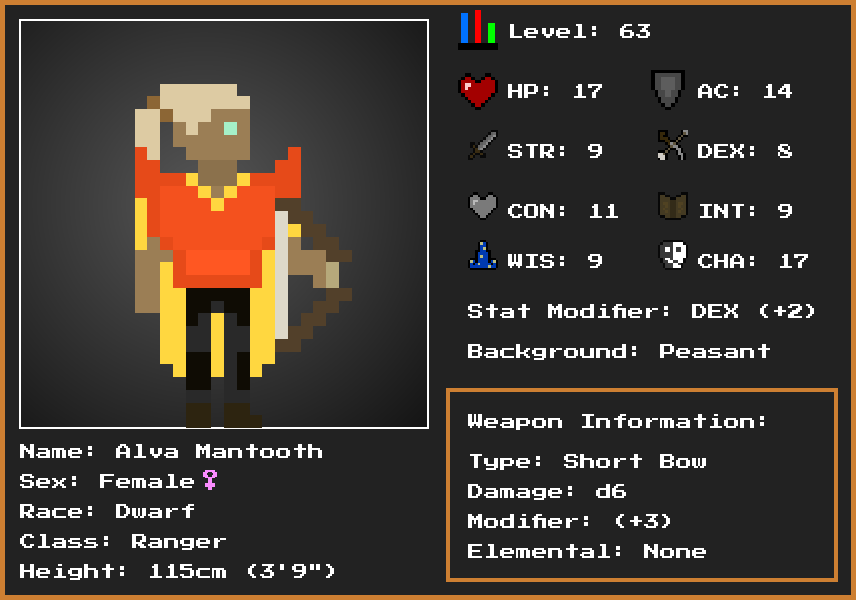 Level: 63
HP: 17
AC: 14
STR: 9
DEX: 8
CON: 11
INT: 9
WIS: 9
CHA: 17
Stat Modifier: DEX (+2)
Background: Peasant
Weapon Information:
Type: Short Bow
Damage: d6
Modifier: (+3)
Elemental: None
Name: Alva Mantooth
Sex: Female♀
Race: Dwarf
Class: Ranger
Height: 115cm (3'9")